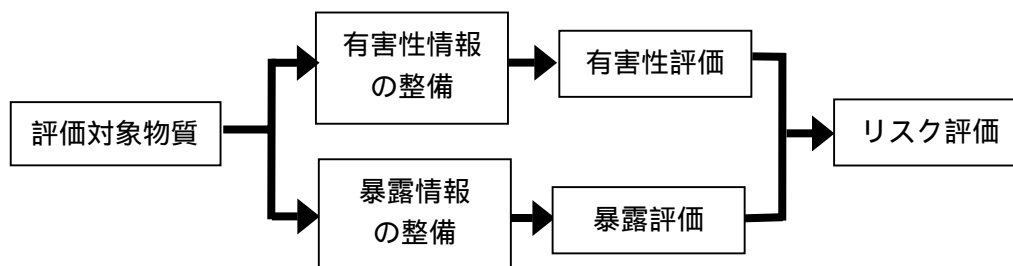 評価対象物質
有害性情報
の整備
有害性評価
暴露情報
の整備
暴露評価
リスク評価